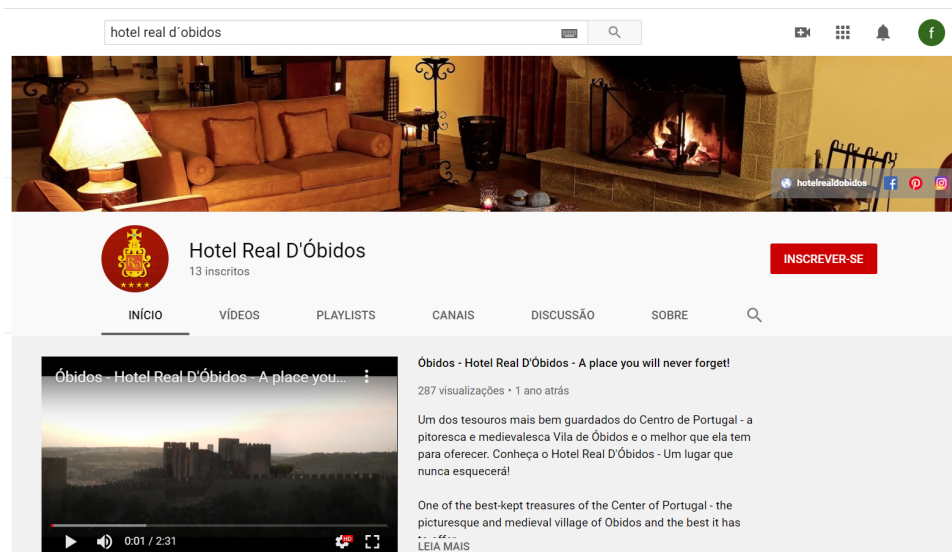 hotel real d´obidos
f
hotelrealdobidos
Hotel Real D'Óbidos
13 inscritos
INSCREVER-SE
INÍCIO VÍDEOS PLAYLISTS CANAIS DISCUSSÃO SOBRE
Óbidos - Hotel Real D'Óbidos - A place you...
0:01 / 2:31
HD
Óbidos - Hotel Real D'Óbidos - A place you will never forget!
287 visualizações • 1 ano atrás
Um dos tesouros mais bem guardados do Centro de Portugal - a
pitoresca e medievalesca Vila de Óbidos e o melhor que ela tem
para oferecer. Conheça o Hotel Real D'Óbidos - Um lugar que
nunca esquecerá!
One of the best-kept treasures of the Center of Portugal - the
picturesque and medieval village of Obidos and the best it has
LEIA MAIS